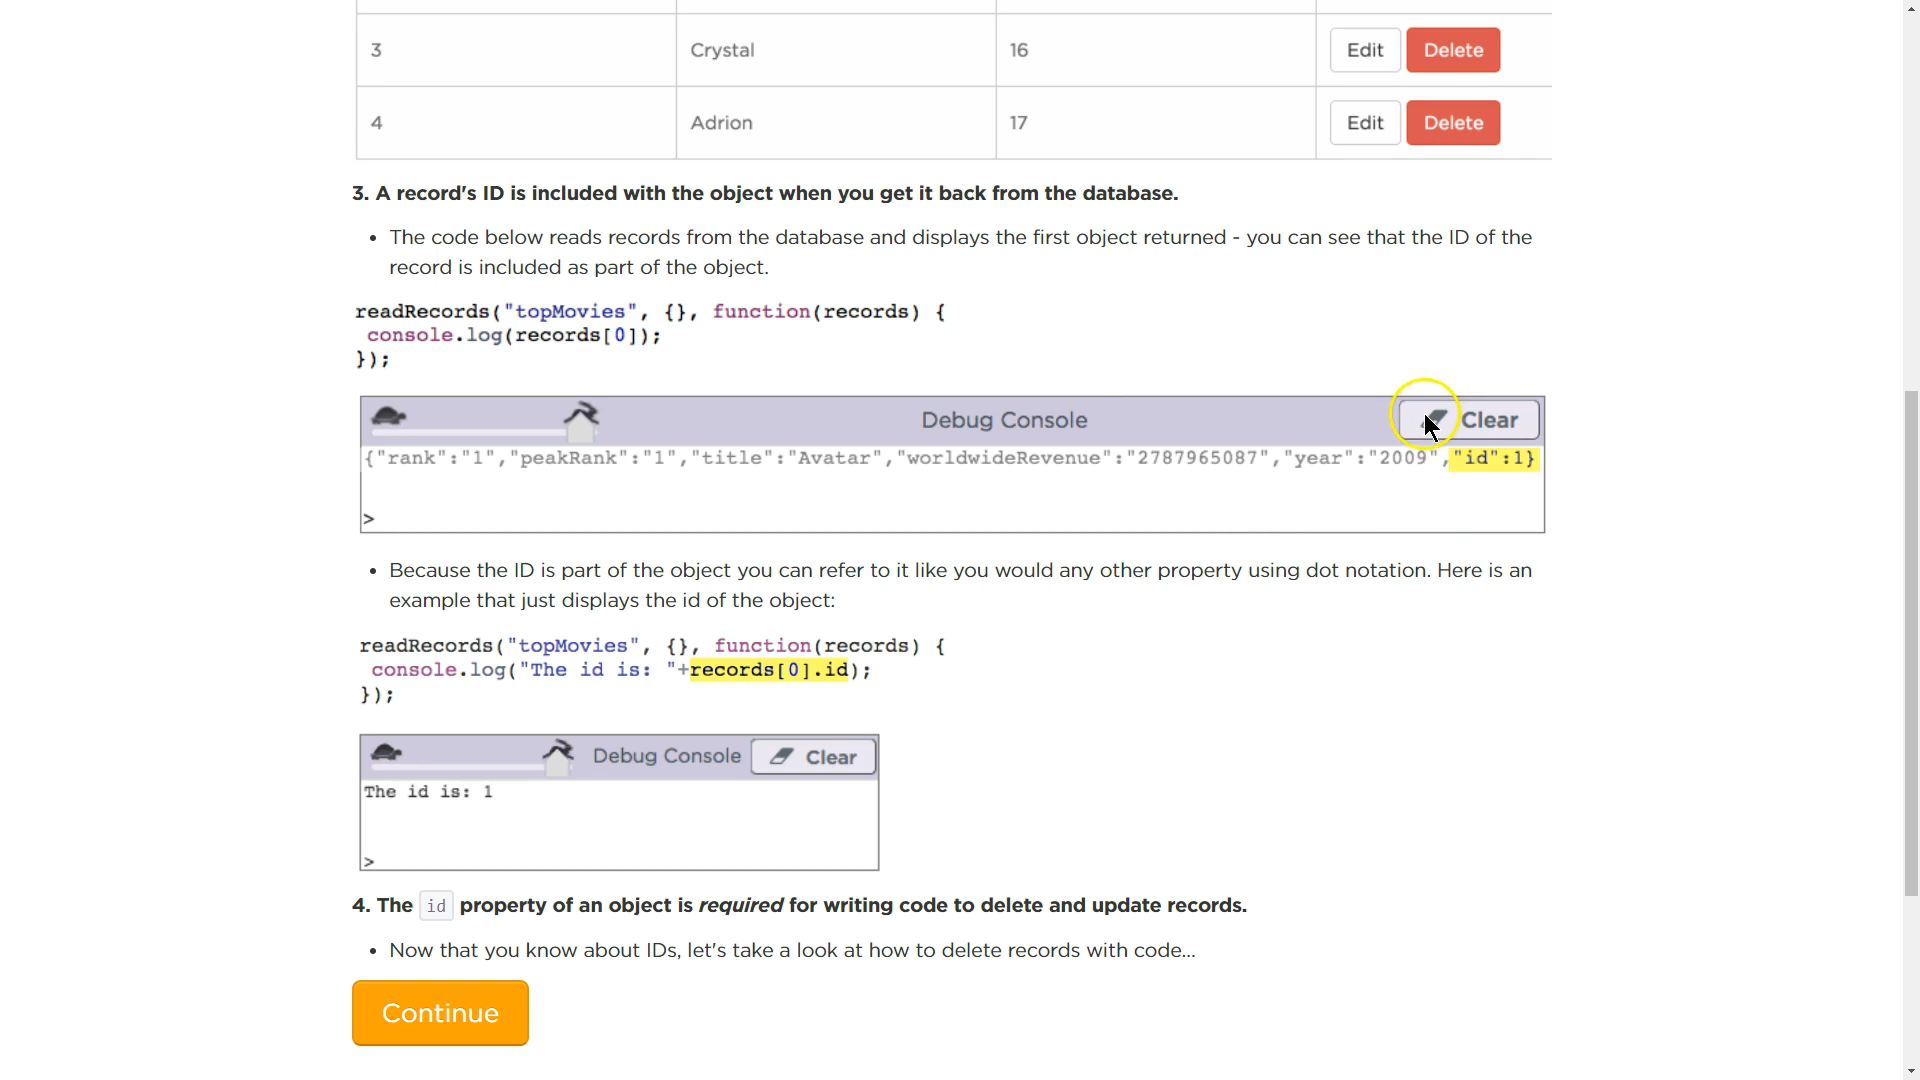 3 Crystal 16 Edit Delete
4 Adrion 17 Edit Delete
3. A record's ID is included with the object when you get it back from the database.
• The code below reads records from the database and displays the first object returned - you can see that the ID of the
record is included as part of the object.
readRecords("topMovies", {}, function(records) {
console.log(records[0]);
});
Debug Console Clear
{"rank":"1","peakRank":"1","title":"Avatar","worldwideRevenue":"2787965087","year":"2009","id":1}
>
• Because the ID is part of the object you can refer to it like you would any other property using dot notation. Here is an
example that just displays the id of the object:
readRecords("topMovies", {}, function(records) {
console.log("The id is: "+records[0].id);
});
Debug Console Clear
The id is: 1
>
4. The id property of an object is required for writing code to delete and update records.
• Now that you know about IDs, let's take a look at how to delete records with code...
Continue